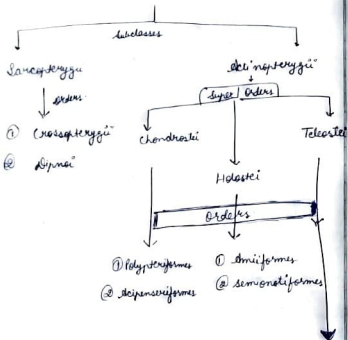 Subclasses
Sarcopterygii
Actinopterygii
orders
Super Orders
① Crossopterygii
② Dipnoi
Chondrostei
Teleostei
Holostei
Orders
① Polypteriformes
① Amiiformes
② Acipenseriformes
② Semionotiformes